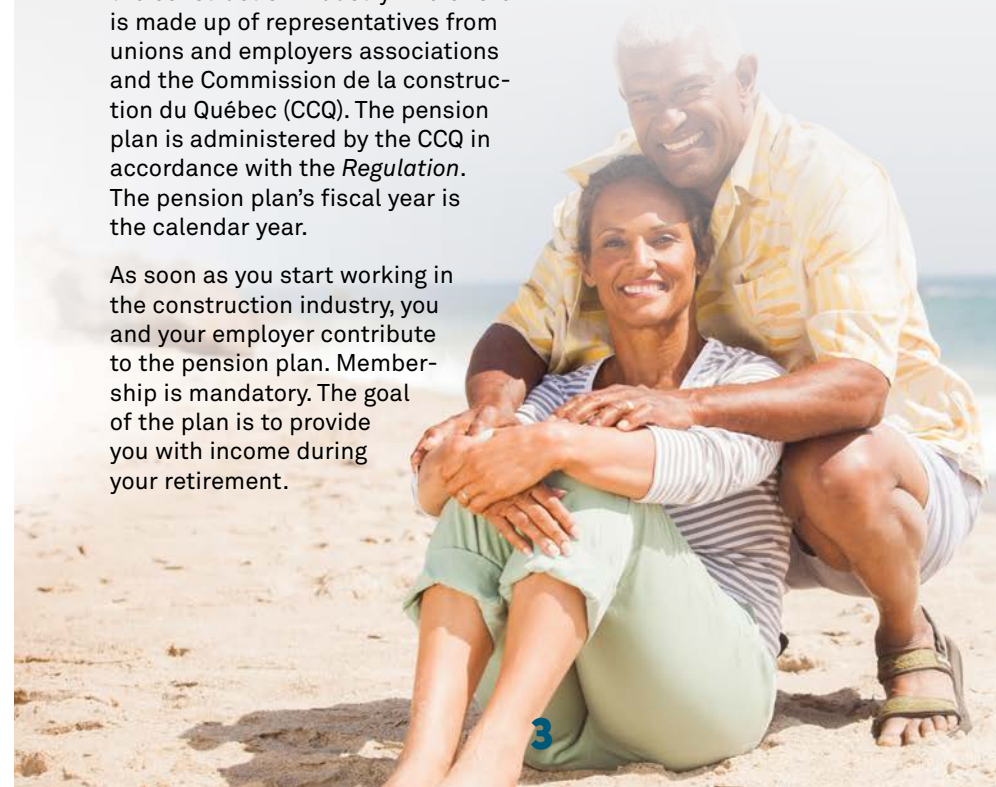 is made up of representatives from
unions and employers associations
and the Commission de la construc-
tion du Québec (CCQ). The pension
plan is administered by the CCQ in
accordance with the Regulation.
The pension plan’s fiscal year is
the calendar year.
As soon as you start working in
the construction industry, you
and your employer contribute
to the pension plan. Member-
ship is mandatory. The goal
of the plan is to provide
you with income during
your retirement.
3